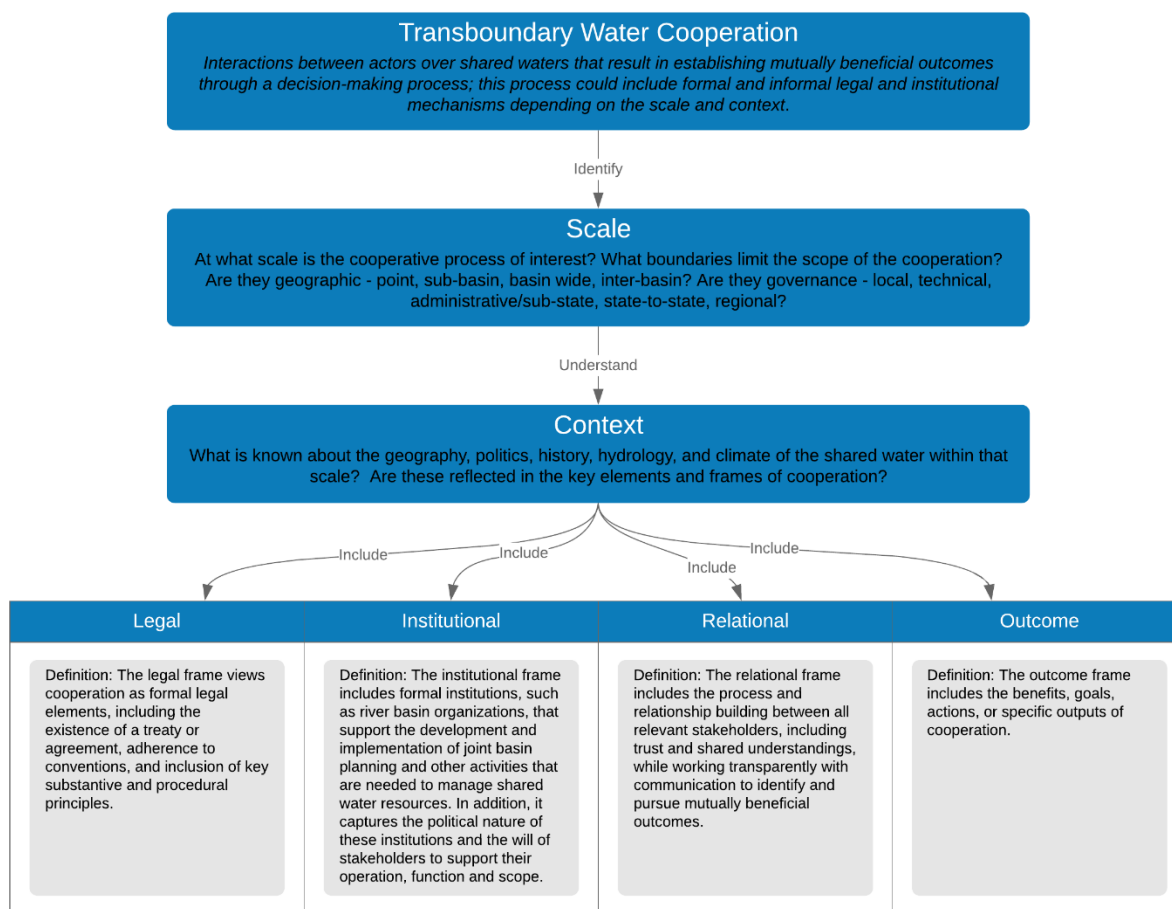 Transboundary Water Cooperation
Interactions between actors over shared waters that result in establishing mutually beneficial outcomes
through a decision-making process; this process could include formal and informal legal and institutional
mechanisms depending on the scale and context.
Identify
Scale
At what scale is the cooperative process of interest? What boundaries limit the scope of the cooperation?
Are they geographic - point, sub-basin, basin wide, inter-basin? Are they governance - local, technical,
administrative/sub-state, state-to-state, regional?
Understand
Context
What is known about the geography, politics, history, hydrology, and climate of the shared water within that
scale?  Are these reflected in the key elements and frames of cooperation?
Include
Include
Include
Include
Legal
Definition: The legal frame views
cooperation as formal legal
elements, including the
existence of a treaty or
agreement, adherence to
conventions, and inclusion of key
substantive and procedural
principles.
Institutional
Definition: The institutional frame
includes formal institutions, such
as river basin organizations, that
support the development and
implementation of joint basin
planning and other activities that
are needed to manage shared
water resources. In addition, it
captures the political nature of
these institutions and the will of
stakeholders to support their
operation, function and scope.
Relational
Definition: The relational frame
includes the process and
relationship building between all
relevant stakeholders, including
trust and shared understandings,
while working transparently with
communication to identify and
pursue mutually beneficial
outcomes.
Outcome
Definition: The outcome frame
includes the benefits, goals,
actions, or specific outputs of
cooperation.